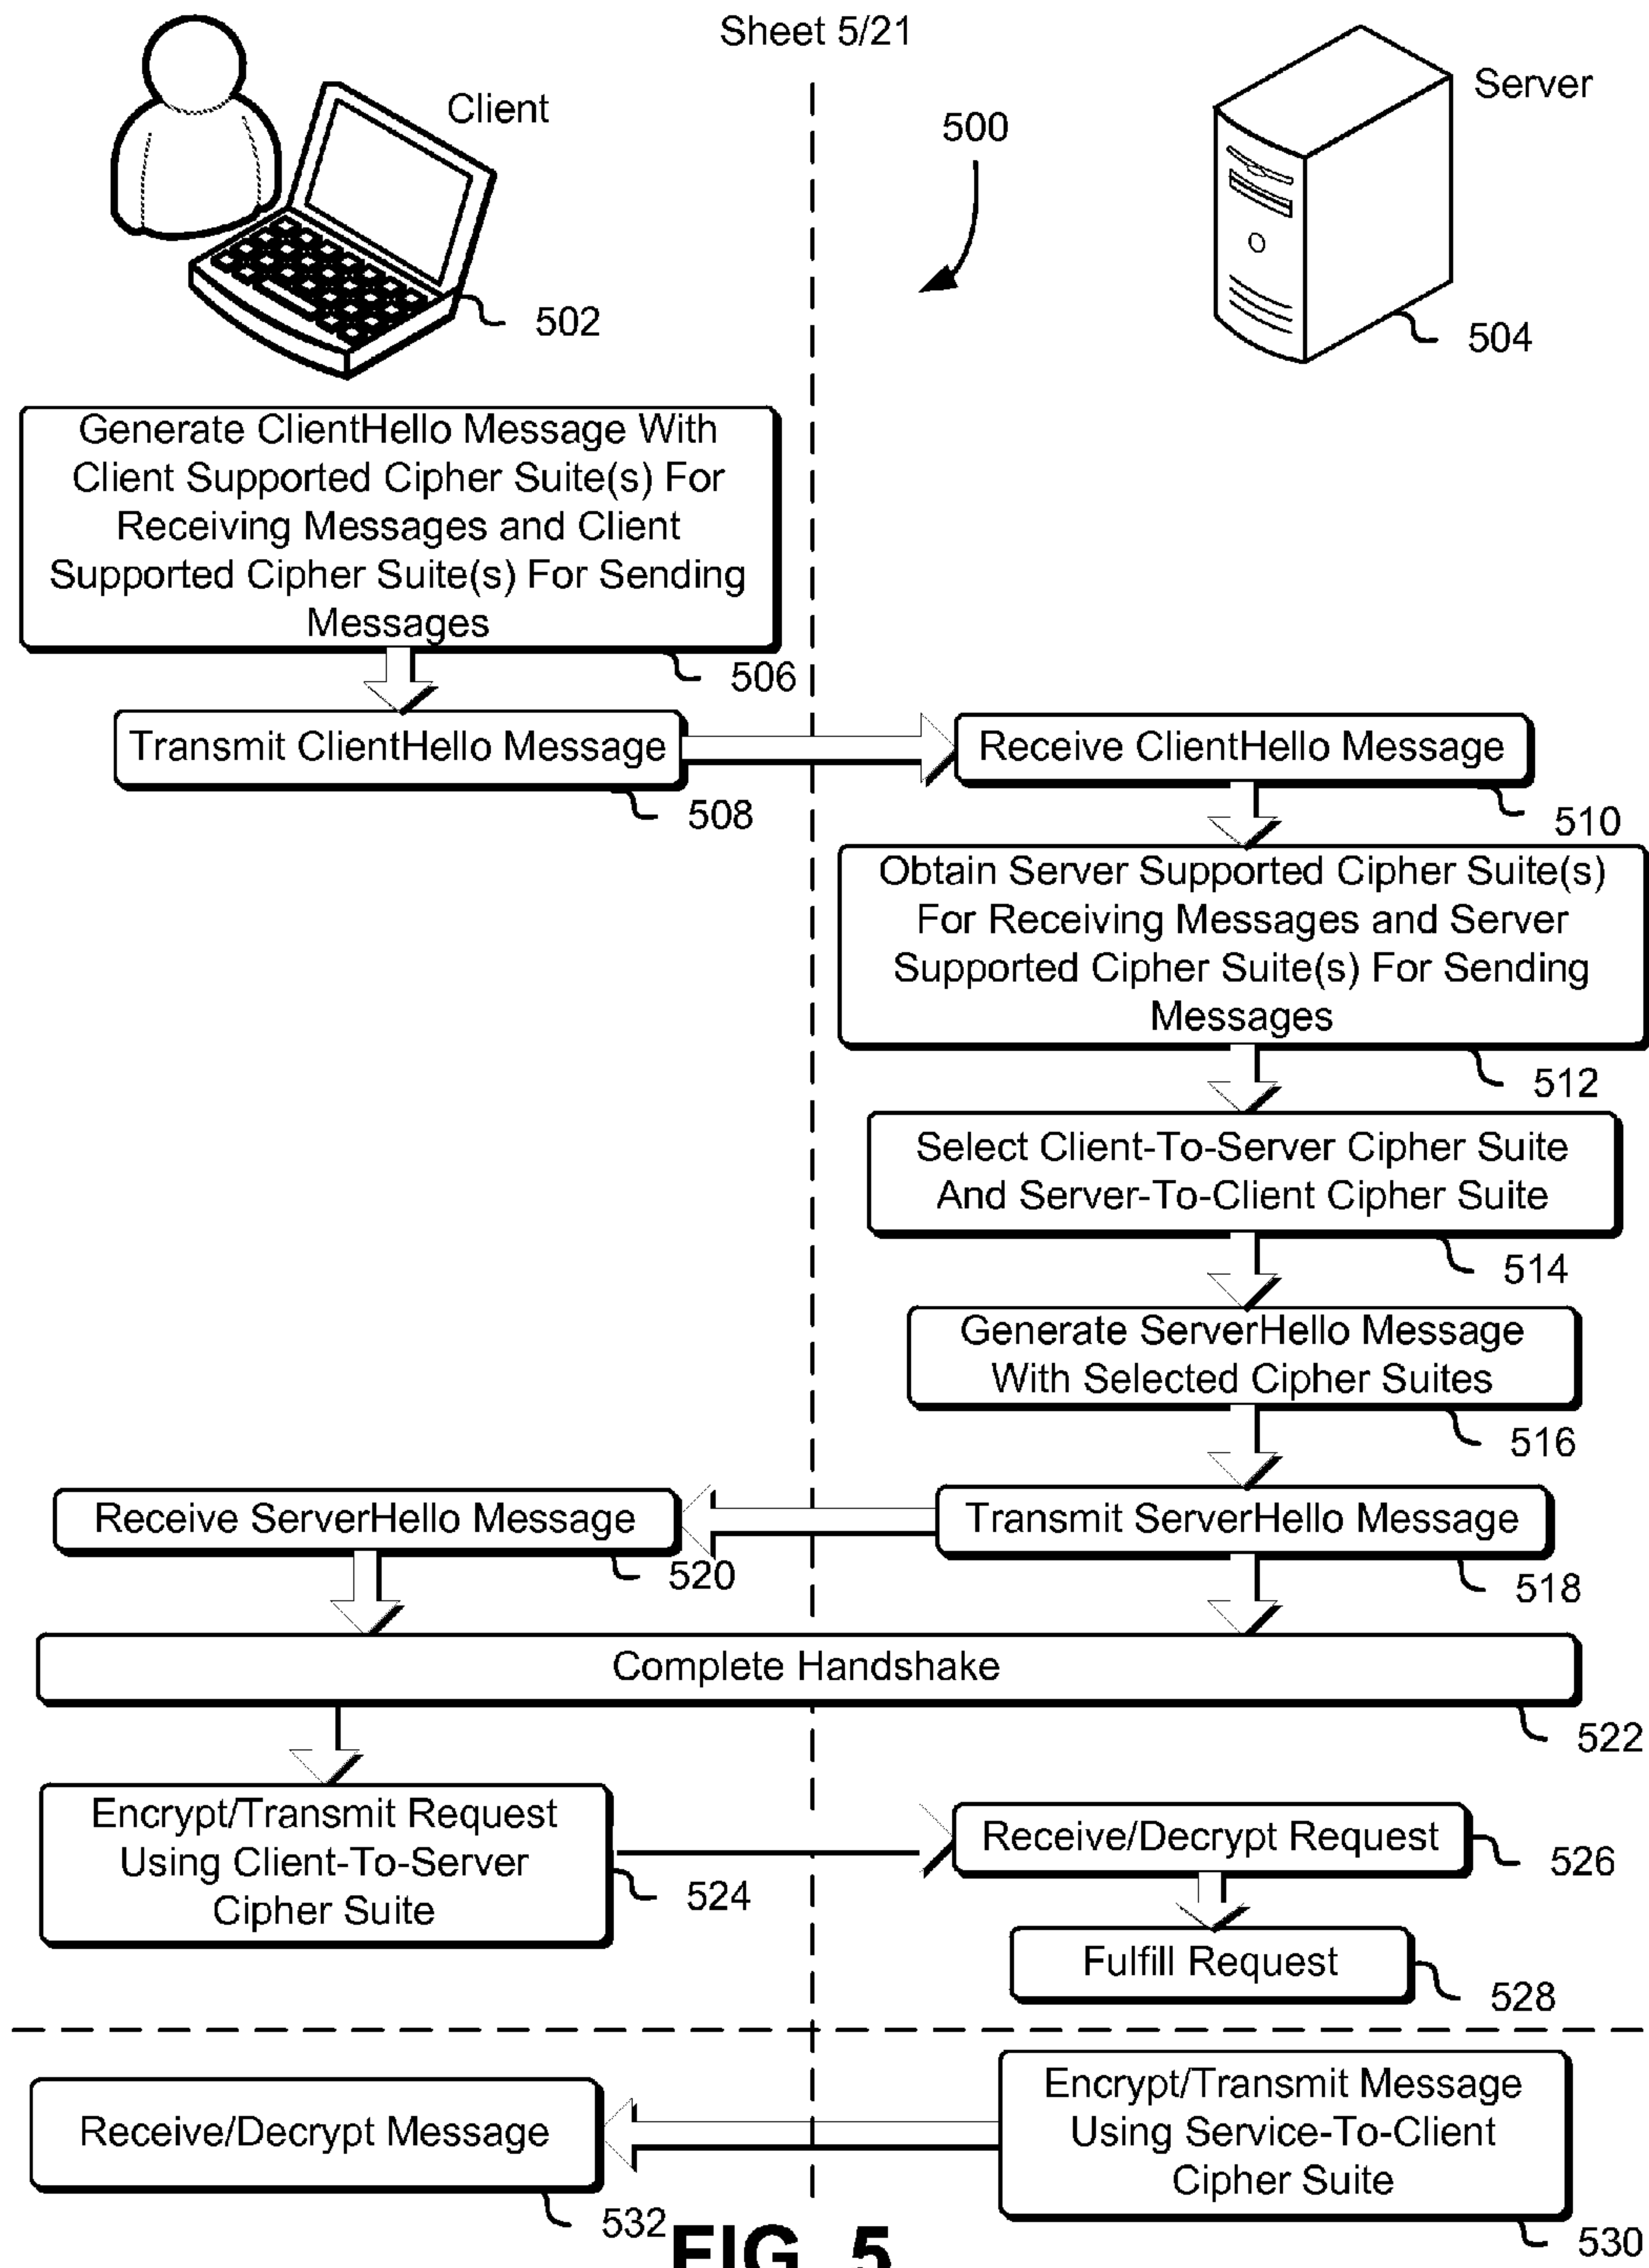 Sheet 5/21
Client
Server
500
502
504
Generate ClientHello Message With
Client Supported Cipher Suite(s) For
Receiving Messages and Client
Supported Cipher Suite(s) For Sending
Messages
506
Transmit ClientHello Message
508
Receive ClientHello Message
510
Obtain Server Supported Cipher Suite(s)
For Receiving Messages and Server
Supported Cipher Suite(s) For Sending
Messages
512
Select Client-To-Server Cipher Suite
And Server-To-Client Cipher Suite
514
Generate ServerHello Message
With Selected Cipher Suites
516
Transmit ServerHello Message
518
Receive ServerHello Message
520
Complete Handshake
522
Encrypt/Transmit Request
Using Client-To-Server
Cipher Suite
524
Receive/Decrypt Request
526
Fulfill Request
528
Encrypt/Transmit Message
Using Service-To-Client
Cipher Suite
530
Receive/Decrypt Message
532
FIG. 5